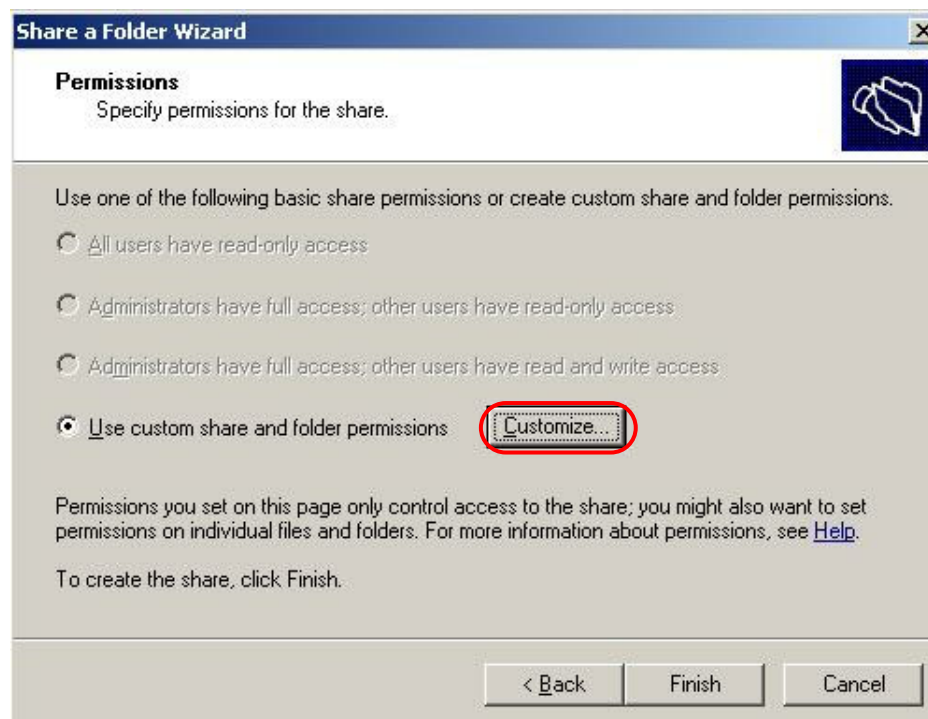 Share a Folder Wizard
Permissions
Specify permissions for the share.
Use one of the following basic share permissions or create custom share and folder permissions.
All users have read-only access
Administrators have full access; other users have read-only access
Administrators have full access; other users have read and write access
Use custom share and folder permissions Customize...
Permissions you set on this page only control access to the share; you might also want to set
permissions on individual files and folders. For more information about permissions, see Help.
To create the share, click Finish.
< Back Finish Cancel